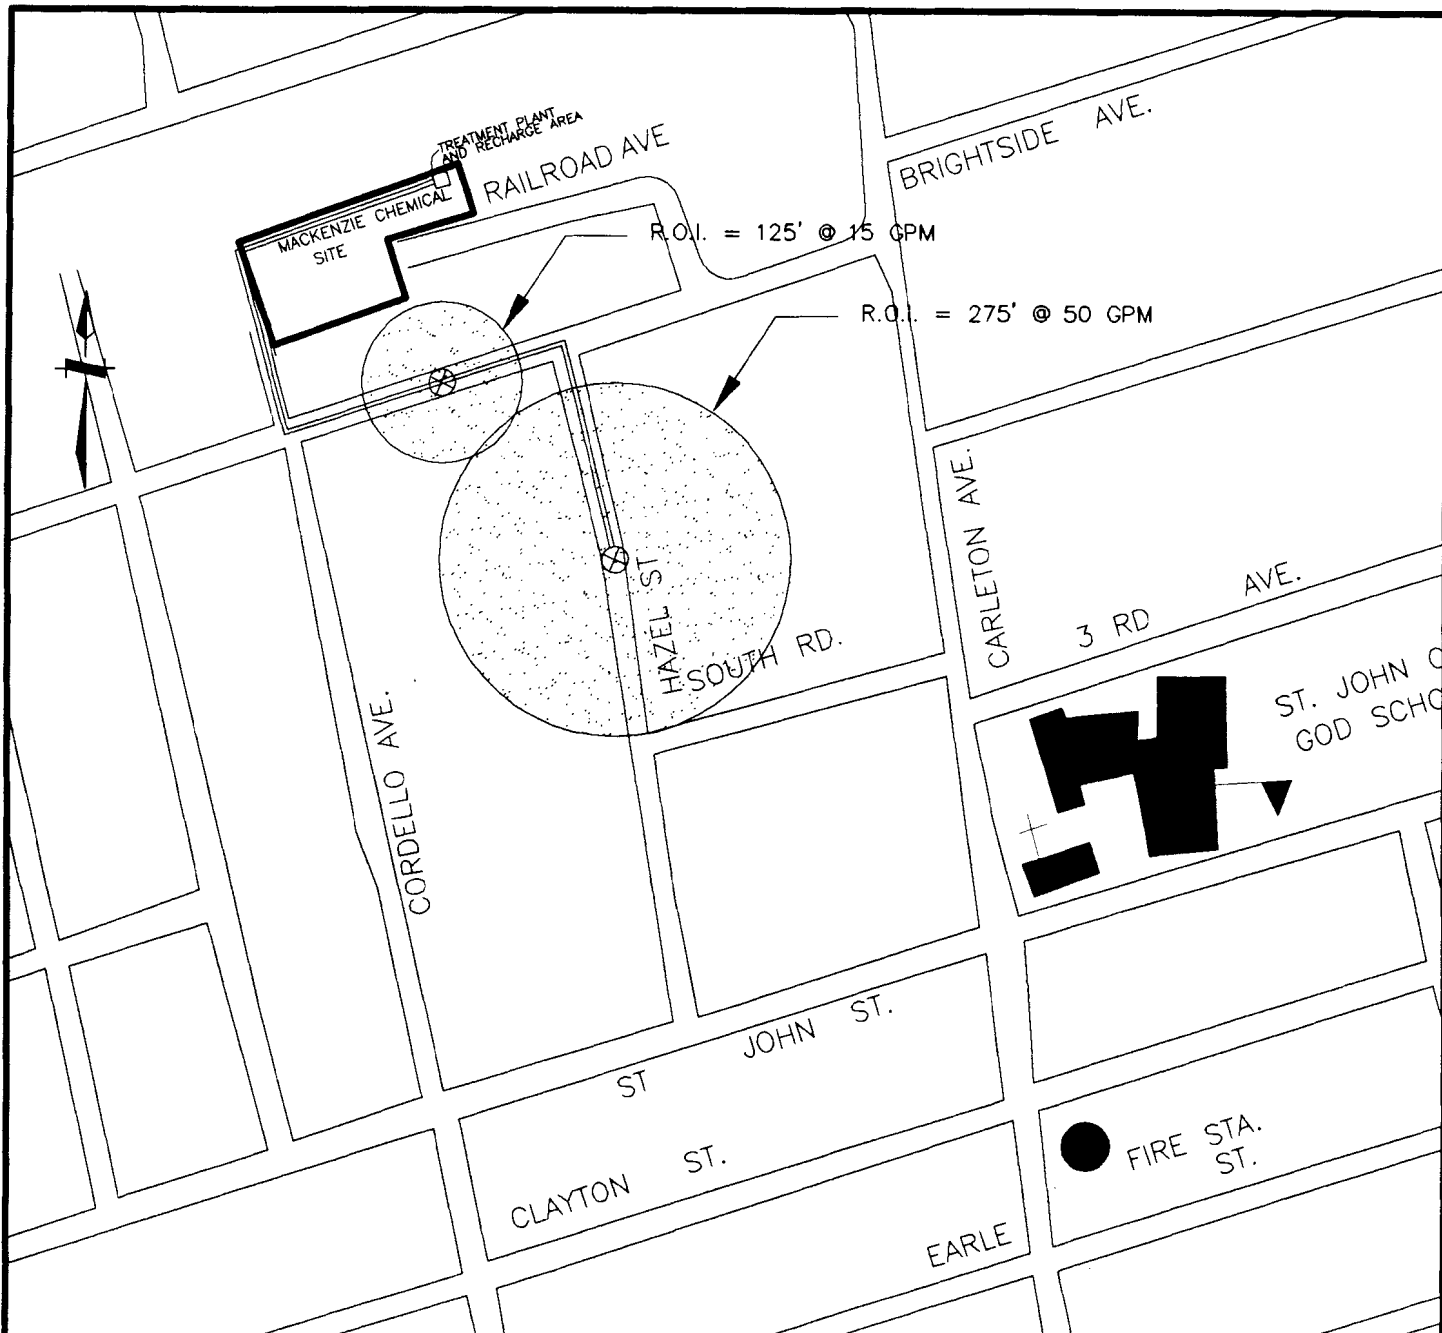 TREATMENT PLANT
AND RECHARGE AREA
RAILROAD AVE
BRIGHTSIDE AVE.
MACKENZIE CHEMICAL
SITE
R.O.I. = 125' @ 15 GPM
R.O.I. = 275' @ 50 GPM
CARLETON AVE.
HAZEL ST
SOUTH RD.
3 RD AVE.
ST. JOHN O
GOD SCHO
CORDELLO AVE.
ST JOHN ST.
CLAYTON ST.
FIRE STA.
EARLE ST.